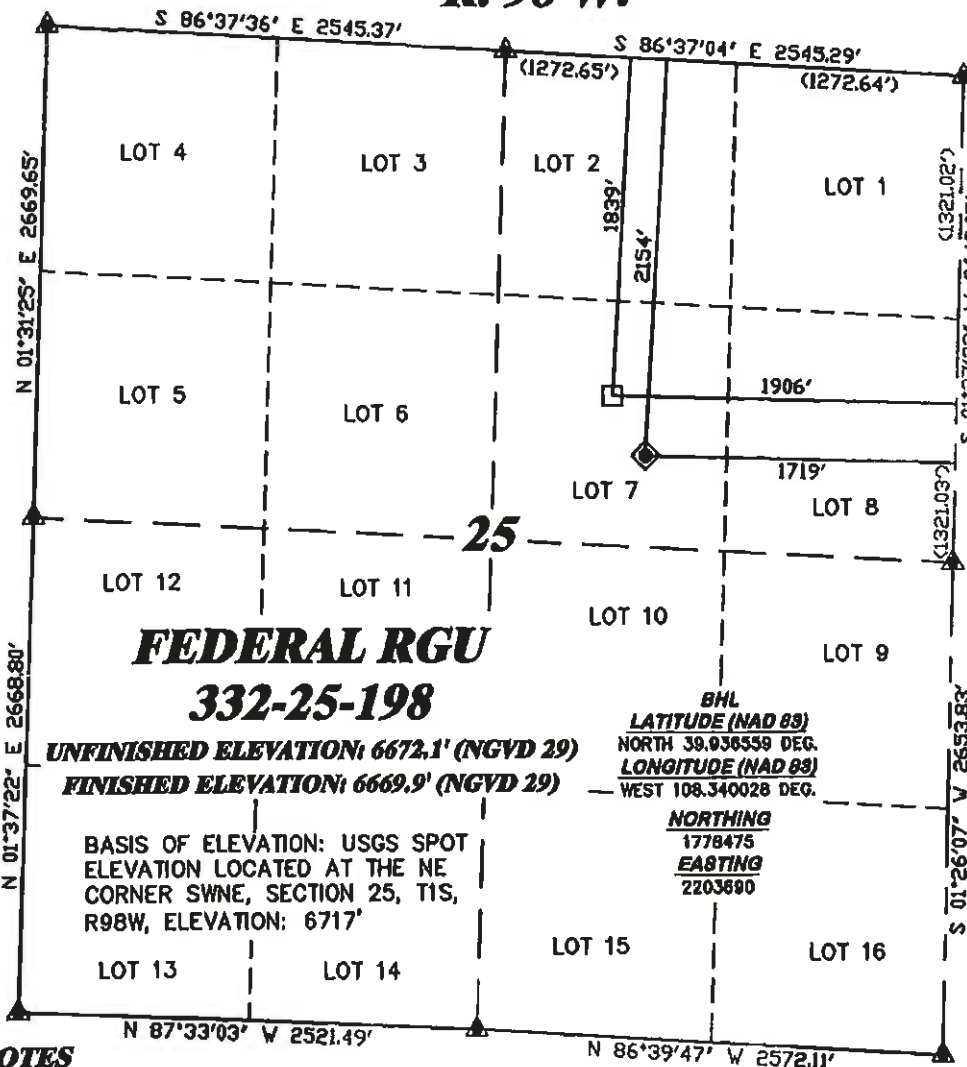 S 86°37'36" E 2545.37'
S 86°37'04" E 2545.29'
(1272.65')
(1272.64')
LOT 4
LOT 3
LOT 2
LOT 1
N 01°31'25" E 2669.65'
1839'
2154'
(1321.02')
LOT 5
LOT 6
1906'
1719'
LOT 7
LOT 8
(1321.03')
25
LOT 12
LOT 11
LOT 10
LOT 9
FEDERAL RGU
332-25-198
UNFINISHED ELEVATION: 6672.1' (NGVD 29)
FINISHED ELEVATION: 6669.9' (NGVD 29)
BHL
LATITUDE (NAD 83)
NORTH 39.936559 DEG.
LONGITUDE (NAD 83)
WEST 108.340028 DEG.
NORTHING
1778475
EASTING
2203690
N 01°37'22" E 2668.80'
S 01°26'07" W 2653.83'
BASIS OF ELEVATION: USGS SPOT
ELEVATION LOCATED AT THE NE
CORNER SWNE, SECTION 25, T1S,
R98W, ELEVATION: 6717'
LOT 13
LOT 14
LOT 15
LOT 16
N 87°33'03" W 2521.49'
N 86°39'47" W 2572.11'